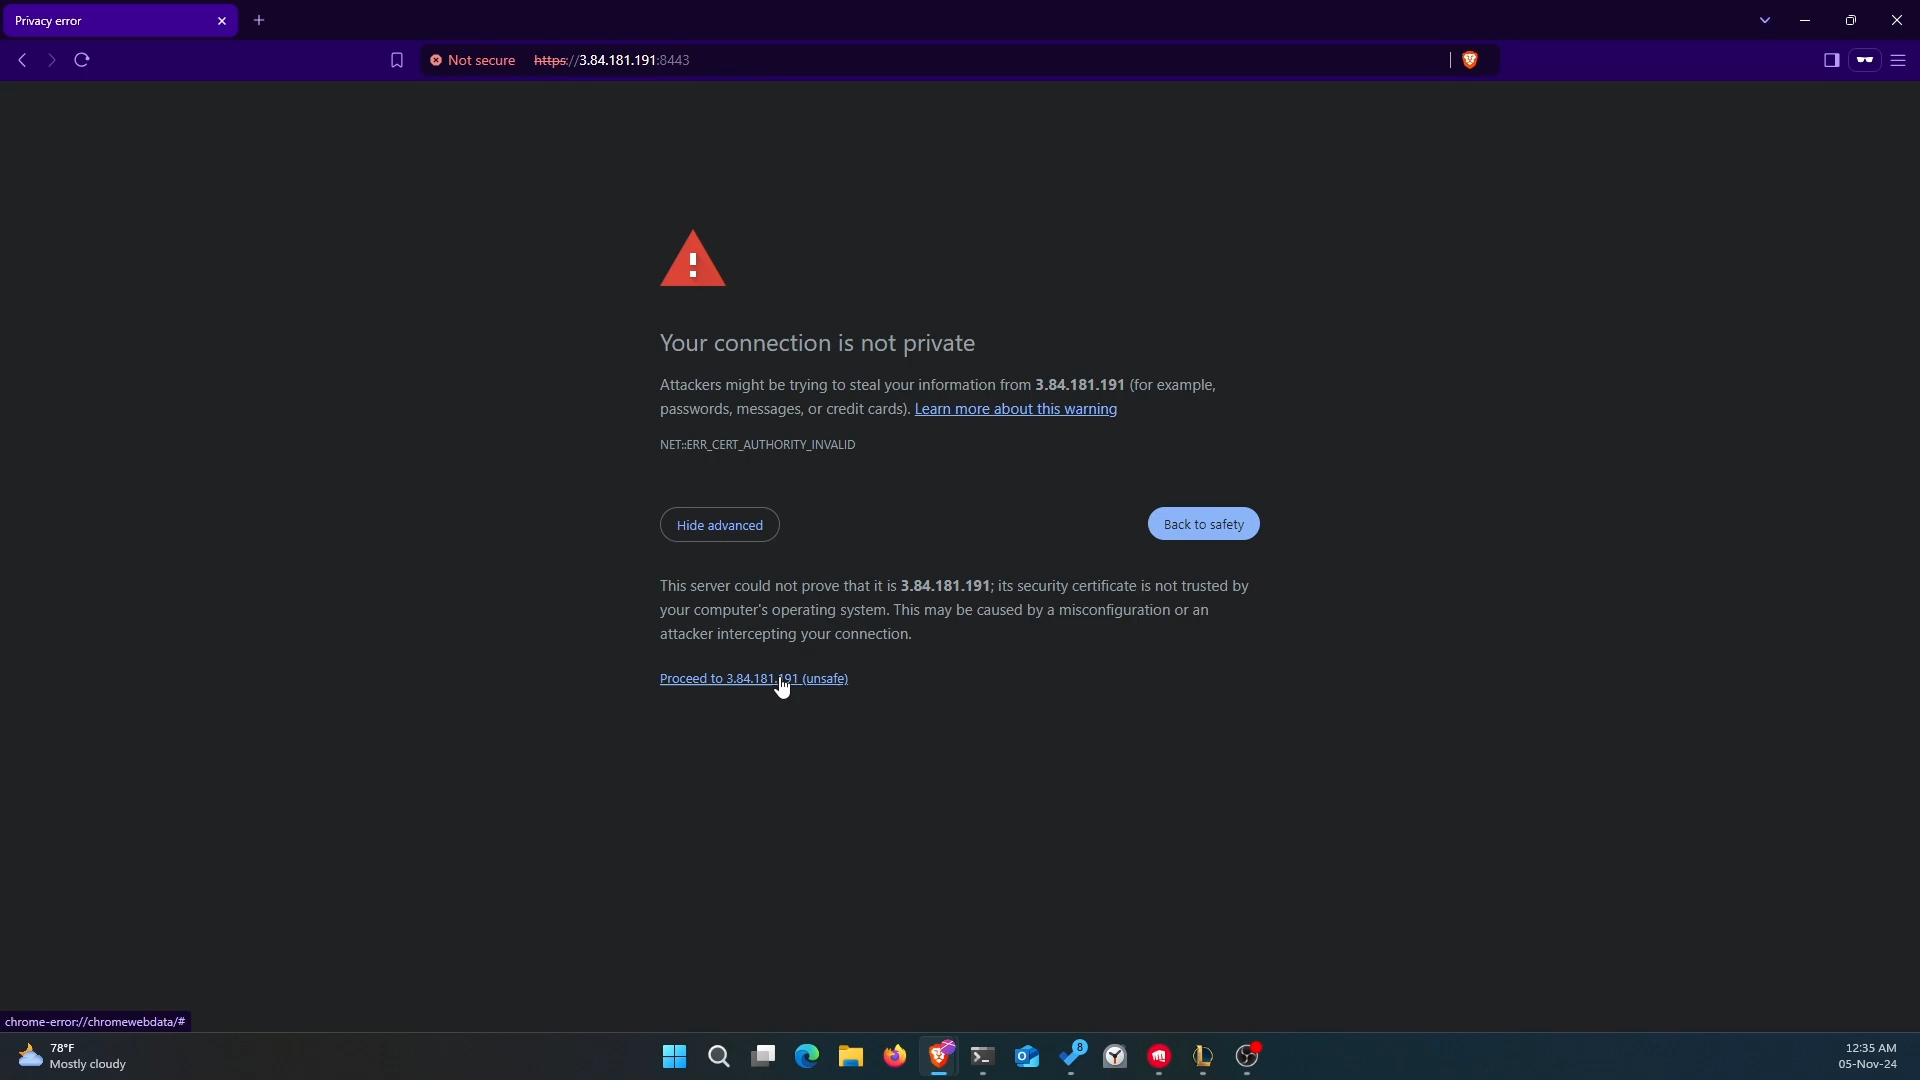 Privacy error
Not secure https://3.84.181.191:8443
Your connection is not private
Attackers might be trying to steal your information from 3.84.181.191 (for example,
passwords, messages, or credit cards). Learn more about this warning
NET::ERR_CERT_AUTHORITY_INVALID
Hide advanced
Back to safety
This server could not prove that it is 3.84.181.191; its security certificate is not trusted by
your computer's operating system. This may be caused by a misconfiguration or an
attacker intercepting your connection.
Proceed to 3.84.181.191 (unsafe)
chrome-error://chromewebdata/#
78°F
Mostly cloudy
8
12:35 AM
05-Nov-24